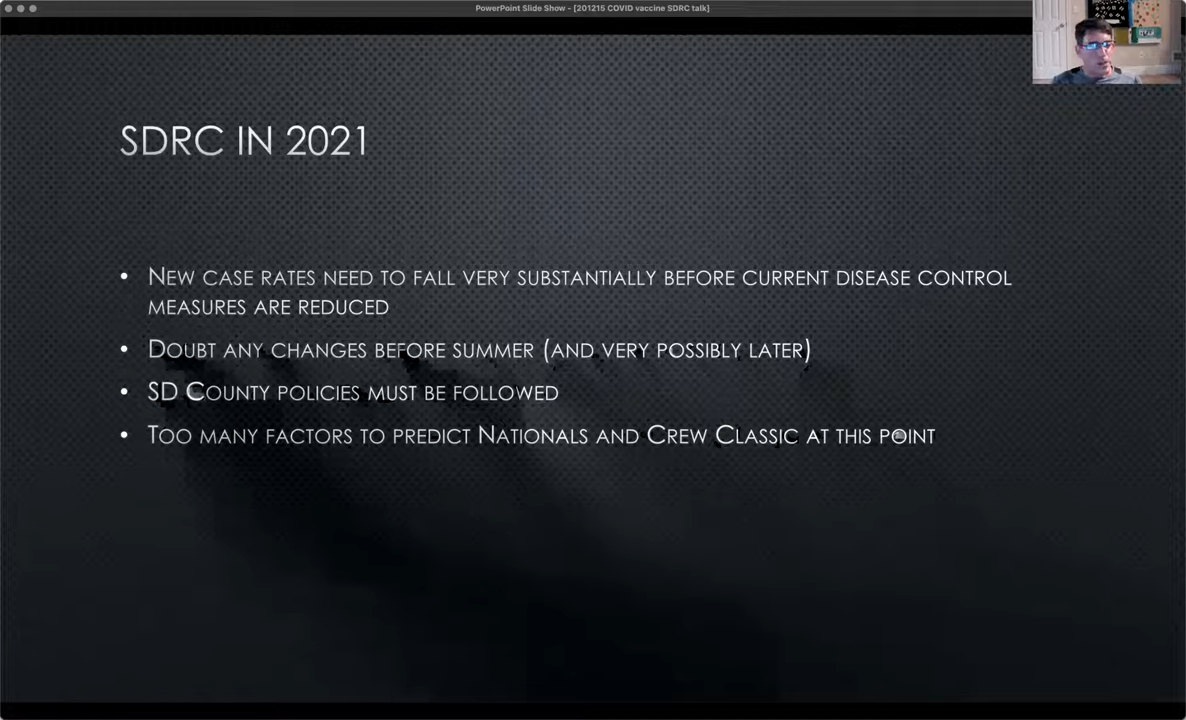 PowerPoint Slide Show - [201215 COVID vaccine SDRC talk]
SDRC IN 2021
• NEW CASE RATES NEED TO FALL VERY SUBSTANTIALLY BEFORE CURRENT DISEASE CONTROL
MEASURES ARE REDUCED
• DOUBT ANY CHANGES BEFORE SUMMER (AND VERY POSSIBLY LATER)
• SD COUNTY POLICIES MUST BE FOLLOWED
• TOO MANY FACTORS TO PREDICT NATIONALS AND CREW CLASSIC AT THIS POINT